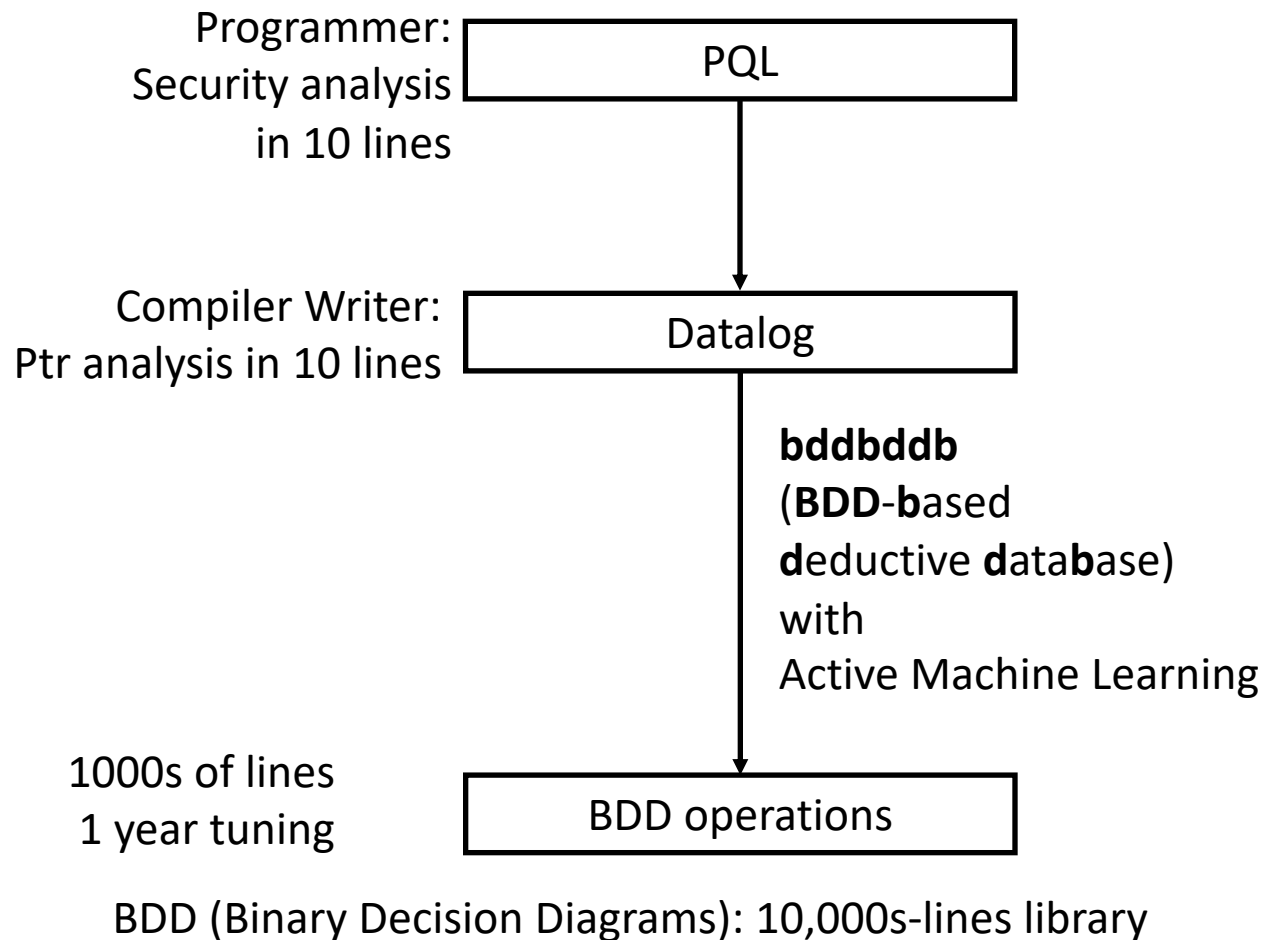 Programmer:
Security analysis
in 10 lines
PQL
Compiler Writer:
Ptr analysis in 10 lines
Datalog
bddbddb
(BDD-based
deductive database)
with
Active Machine Learning
1000s of lines
1 year tuning
BDD operations
BDD (Binary Decision Diagrams): 10,000s-lines library